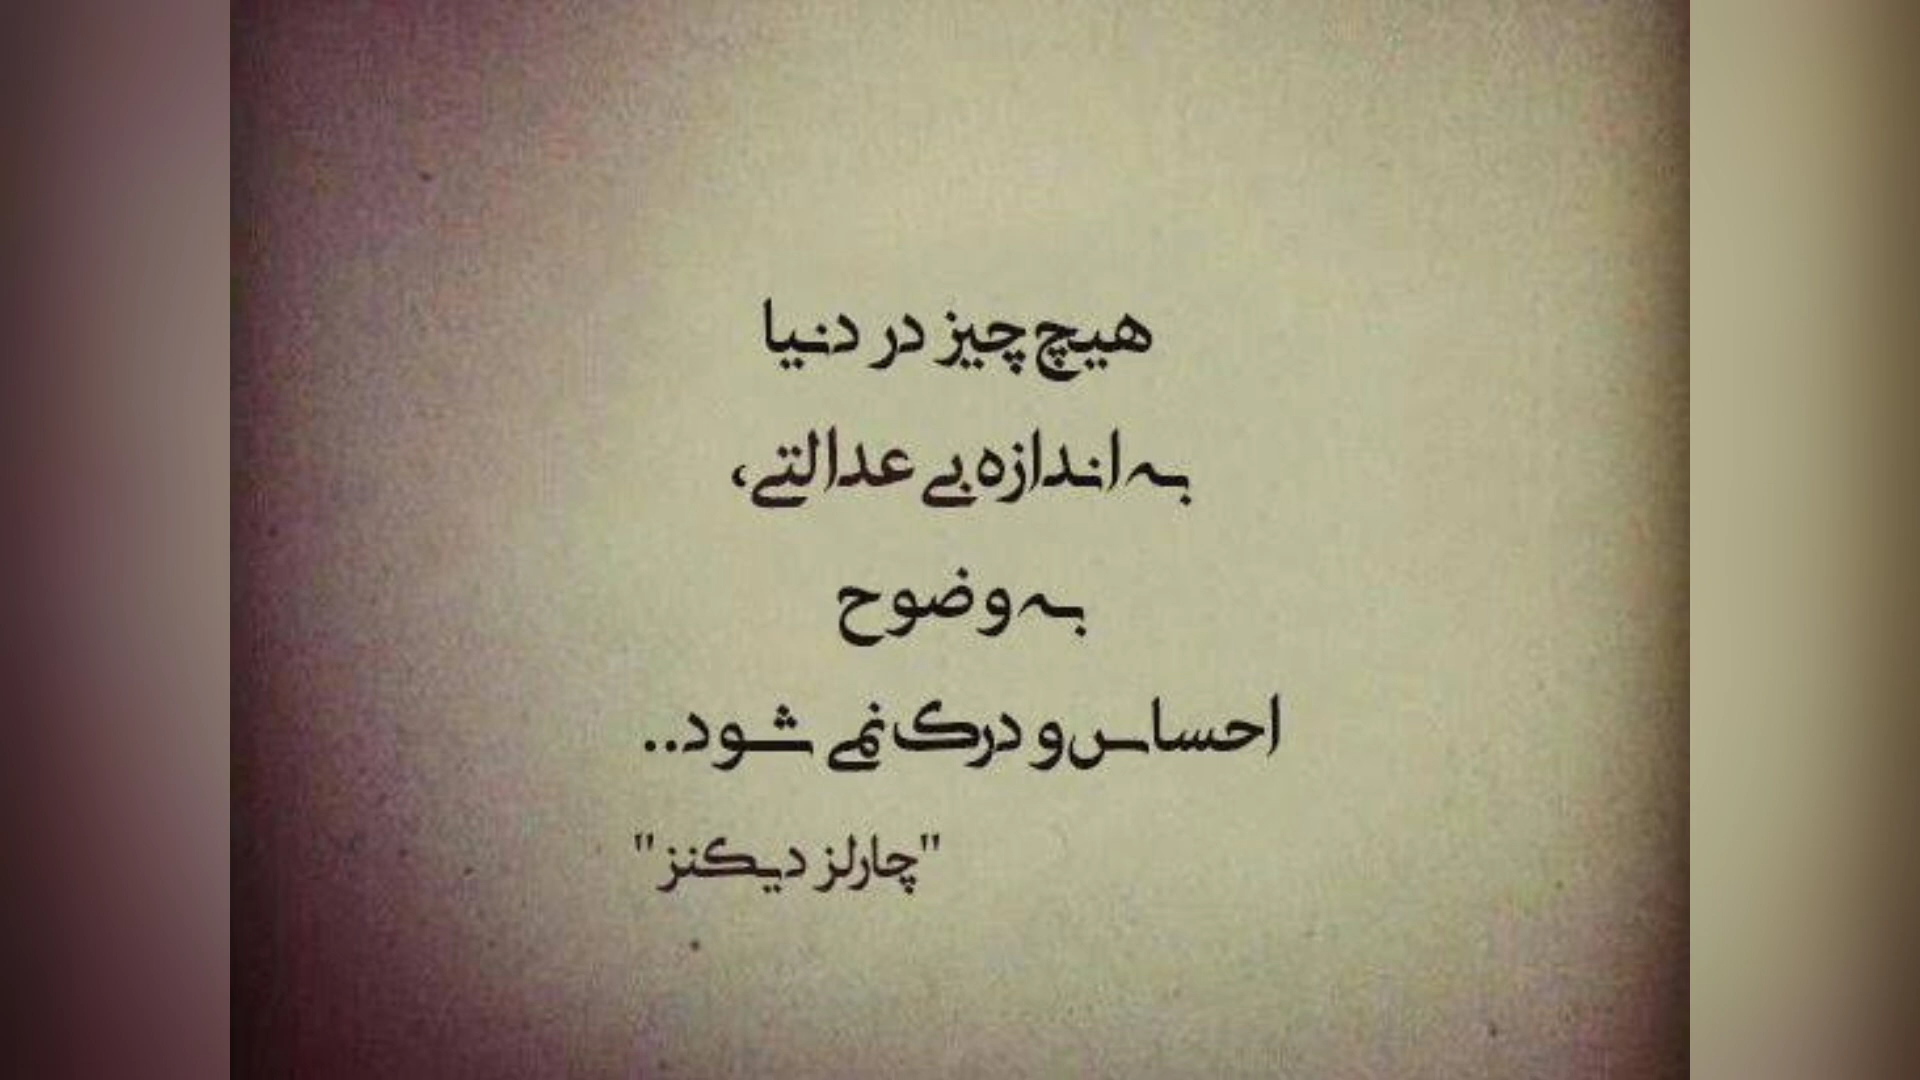 هیچ چیز در دنیا
به اندازه بی عدالتی،
به وضوح
احساس و درک نمی شود..
"چارلز دیکنز"